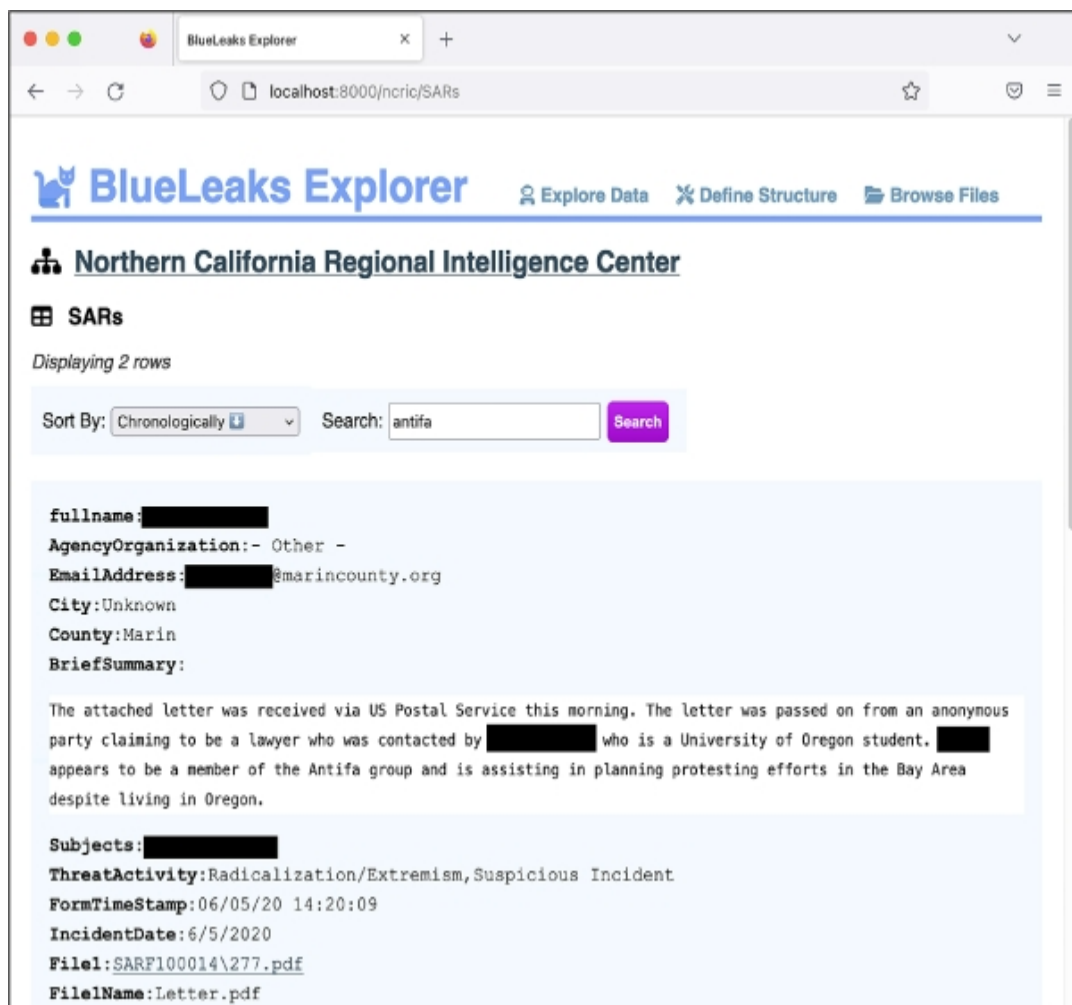 BlueLeaks Explorer
localhost:8000/ncric/SARs
BlueLeaks Explorer
Explore Data
Define Structure
Browse Files
Northern California Regional Intelligence Center
SARs
Displaying 2 rows
Sort By: Chronologically Search: antifa Search
fullname:
AgencyOrganization:- Other -
EmailAddress: @marincounty.org
City:Unknown
County:Marin
BriefSummary:
The attached letter was received via US Postal Service this morning. The letter was passed on from an anonymous
party claiming to be a lawyer who was contacted by who is a University of Oregon student.
appears to be a member of the Antifa group and is assisting in planning protesting efforts in the Bay Area
despite living in Oregon.
Subjects:
ThreatActivity:Radicalization/Extremism,Suspicious Incident
FormTimeStamp:06/05/20 14:20:09
IncidentDate:6/5/2020
File1:SARF100014\277.pdf
File1Name:Letter.pdf